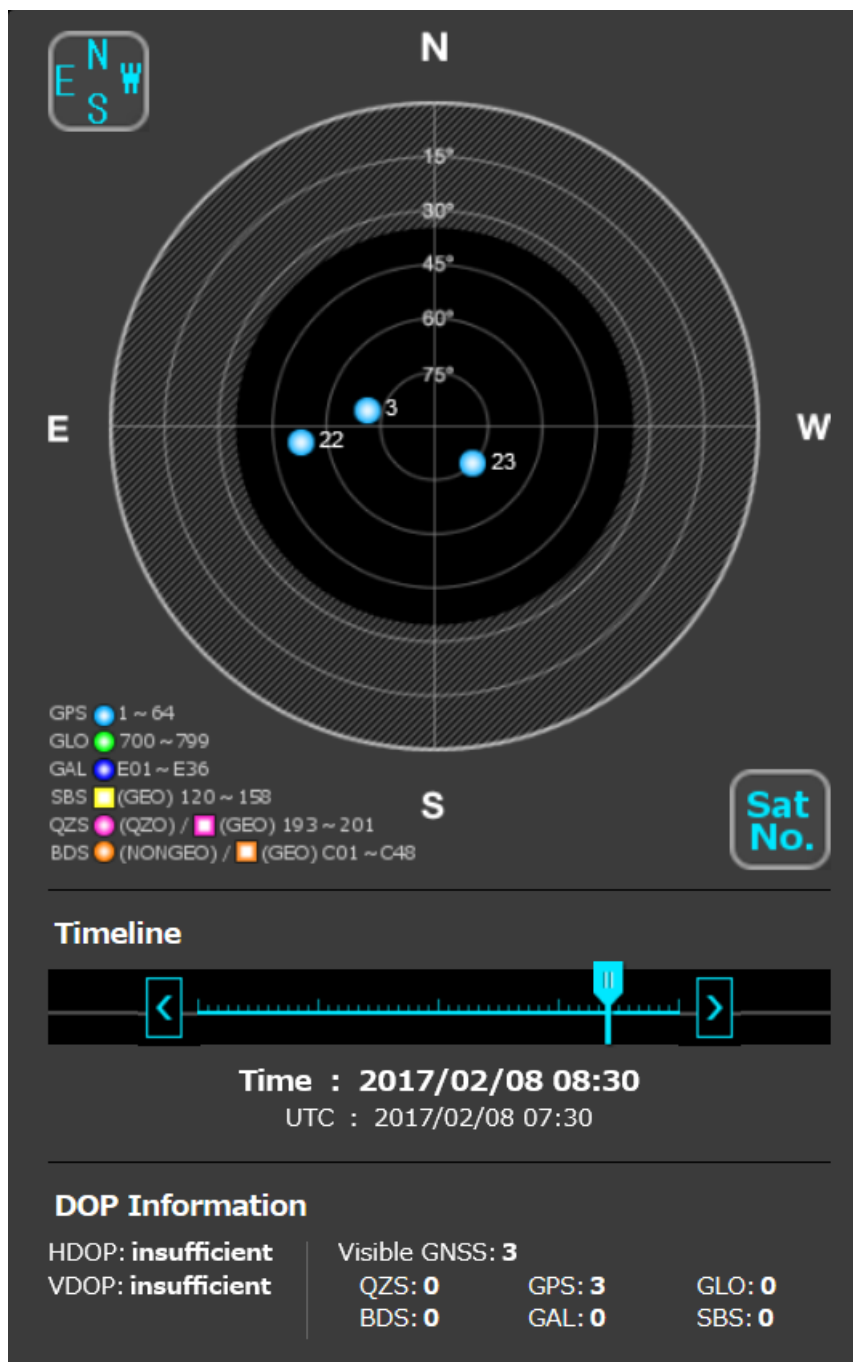 N
E W
S
N
15°
30°
45°
60°
75°
3
E
W
22
23
GPS 1 ~ 64
GLO 700 ~ 799
GAL E01 ~ E36
SBS (GEO) 120 ~ 158
QZS (QZO) / (GEO) 193 ~ 201
BDS (NONGEO) / (GEO) C01 ~ C48
S
Sat
No.
Timeline
Time : 2017/02/08 08:30
UTC : 2017/02/08 07:30
DOP Information
HDOP: insufficient
VDOP: insufficient
Visible GNSS: 3
QZS: 0 GPS: 3 GLO: 0
BDS: 0 GAL: 0 SBS: 0